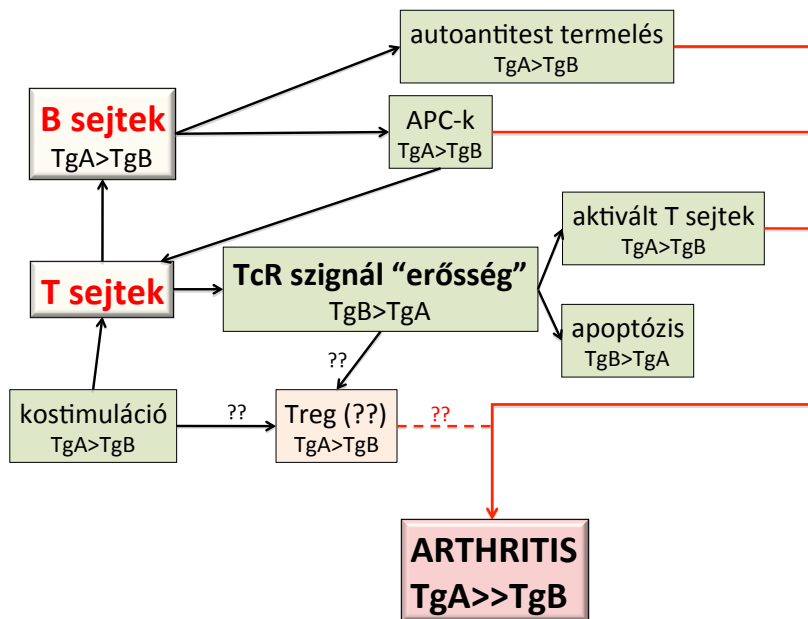 autoantitest termelés
TgA>TgB
B sejtek
TgA>TgB
APC-k
TgA>TgB
aktivált T sejtek
TgA>TgB
T sejtek
TcR szignál “erősség”
TgB>TgA
apoptózis
TgB>TgA
??
kostimuláció
TgA>TgB
??
Treg (??)
TgA>TgB
??
ARTHRITIS
TgA>>TgB